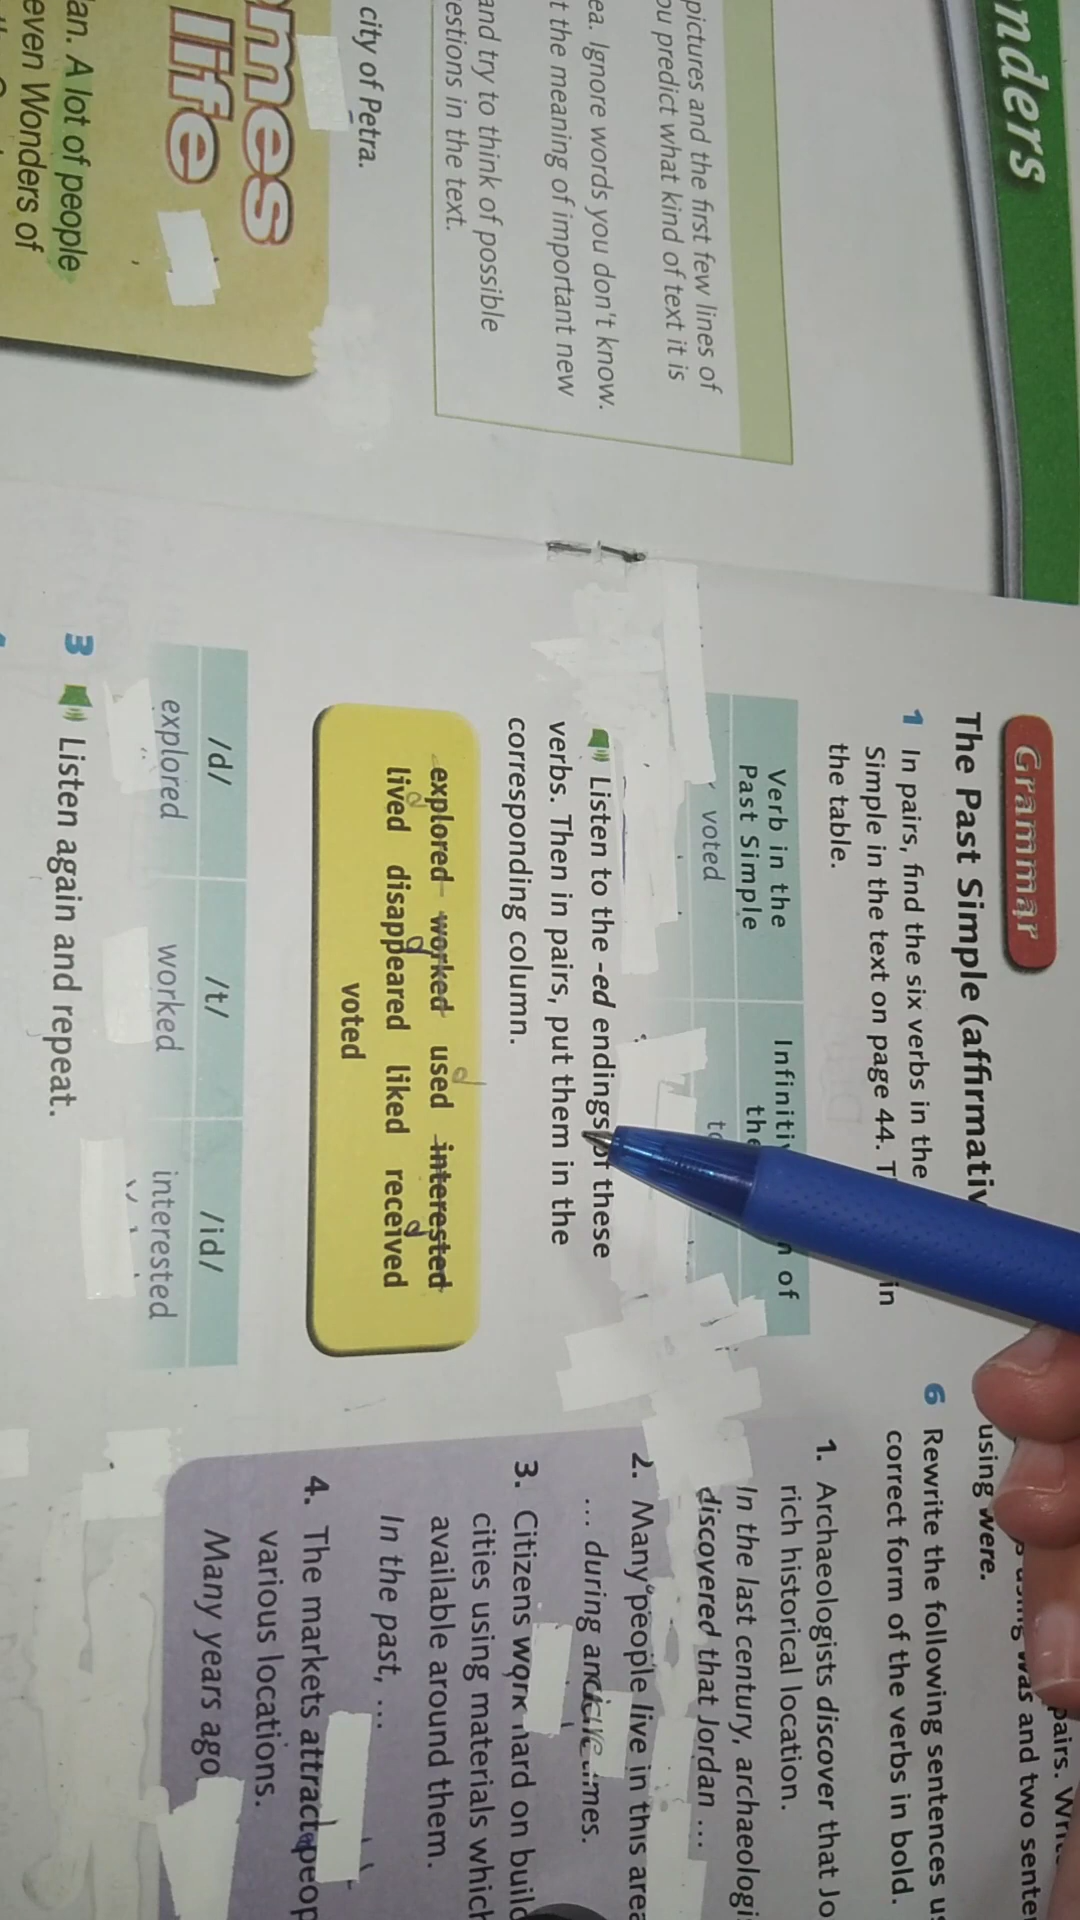 nders
pictures and the first few lines of
ou predict what kind of text it is
ea. Ignore words you don't know.
t the meaning of important new
and try to think of possible
estions in the text.
city of Petra.
mes
life
an. A lot of people
even Wonders of
Grammar
The Past Simple (affirmativ
1 In pairs, find the six verbs in the
Simple in the text on page 44. T in
the table.
Verb in the
Past Simple
Infiniti n of
the
voted
to
Listen to the -ed endings of these
verbs. Then in pairs, put them in the
corresponding column.
explored worked used interested
lived disappeared liked received
voted
/d/ /t/ /id/
explored worked interested
3 Listen again and repeat.
pairs. Write
using was and two senten
using were.
6 Rewrite the following sentences us
correct form of the verbs in bold.
1. Archaeologists discover that Jo
rich historical location.
In the last century, archaeologi
discovered that Jordan ...
2. Many people live in this area
... during times.
3. Citizens work hard on build
cities using materials which
available around them.
In the past, ...
4. The markets attract peop
various locations.
Many years ago